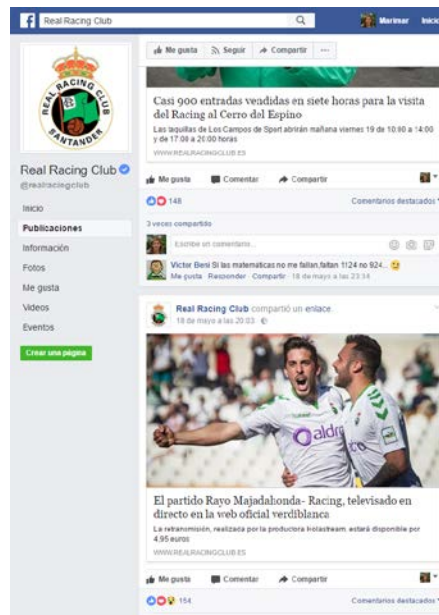 Real Racing Club
Marimar
Inicio
REAL RACING CLUB
SANTANDER
Real Racing Club
@realracingclub
Inicio
Publicaciones
Información
Fotos
Me gusta
Videos
Eventos
Crear una página
Me gusta Seguir Compartir ...
Casi 900 entradas vendidas en siete horas para la visita
del Racing al Cerro del Espino
Las taquillas de Los Campos de Sport abrirán mañana viernes 19 de 10:00 a 14:00
y de 17:00 a 20:00 horas
WWW.REALRACINGCLUB.ES
Me gusta Comentar Compartir
148 Comentarios destacados
3 veces compartido
Escribe un comentario...
Victor Beni Si las matematicas no me fallan,faltan 1124 no 924...
Me gusta · Responder · Compartir · 18 de mayo a las 23:34
Real Racing Club compartió un enlace.
18 de mayo a las 20:03
aldro
El partido Rayo Majadahonda- Racing, televisado en
directo en la web oficial verdiblanca
La retransmisión, realizada por la productora Holastream, estará disponible por
4,95 euros
WWW.REALRACINGCLUB.ES
Me gusta Comentar Compartir
154 Comentarios destacados